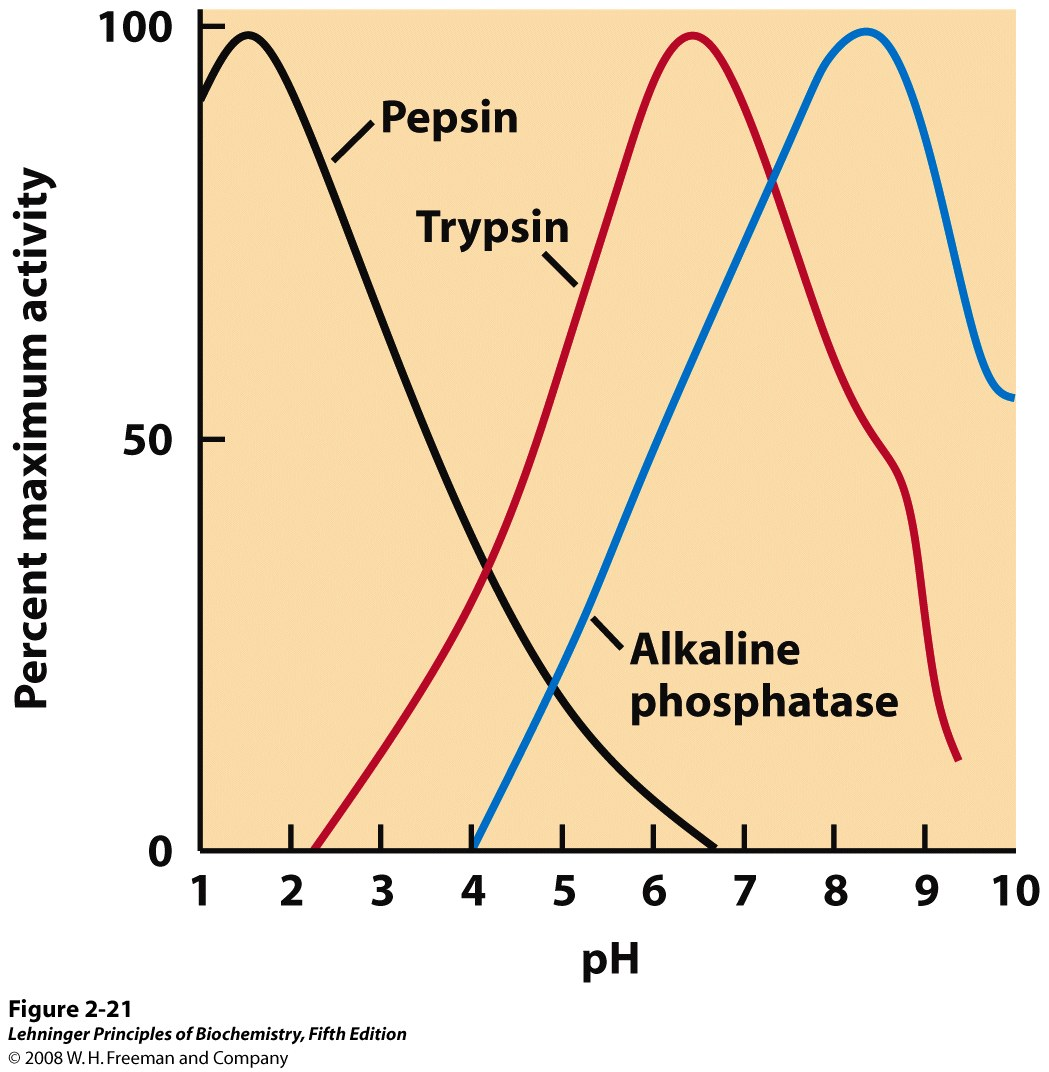 100
Pepsin
Trypsin
Percent maximum activity
50
Alkaline
phosphatase
0
1 2 3 4 5 6 7 8 9 10
pH
Figure 2-21
Lehninger Principles of Biochemistry, Fifth Edition
© 2008 W. H. Freeman and Company